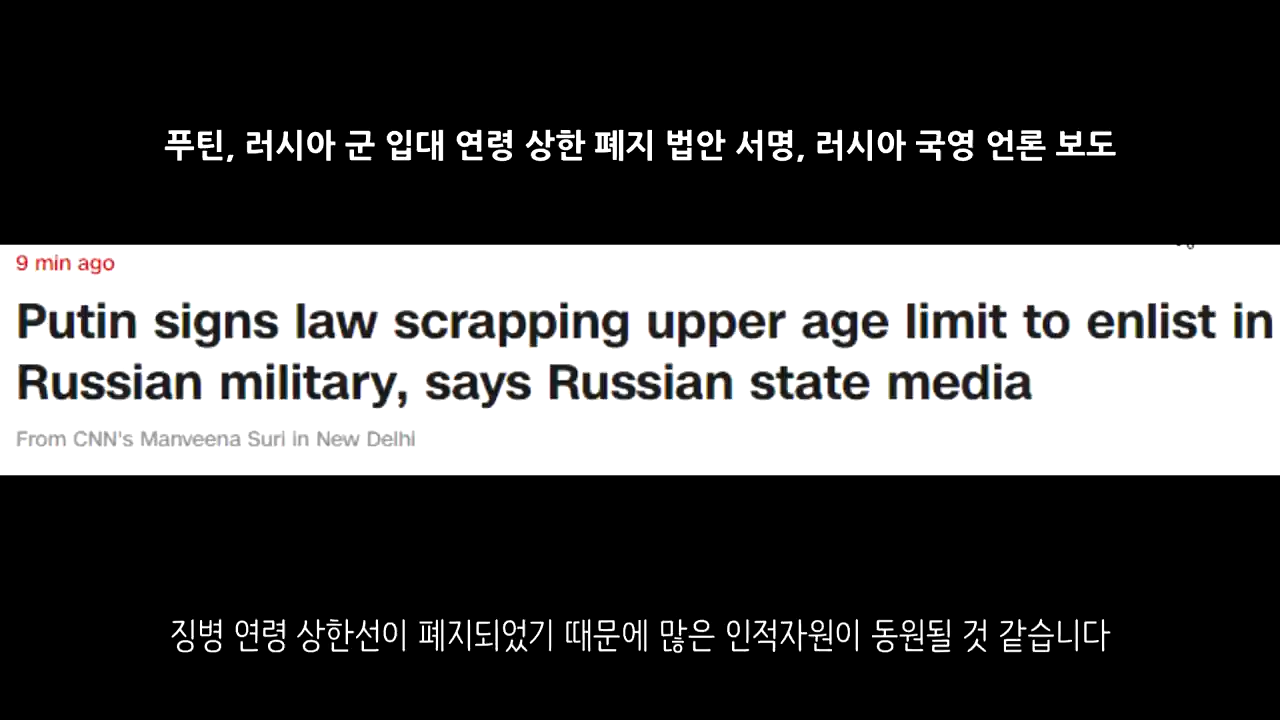 푸틴, 러시아 군 입대 연령 상한 폐지 법안 서명, 러시아 국영 언론 보도
9 min ago
Putin signs law scrapping upper age limit to enlist in
Russian military, says Russian state media
From CNN's Manveena Suri in New Delhi
징병 연령 상한선이 폐지되었기 때문에 많은 인적자원이 동원될 것 같습니다